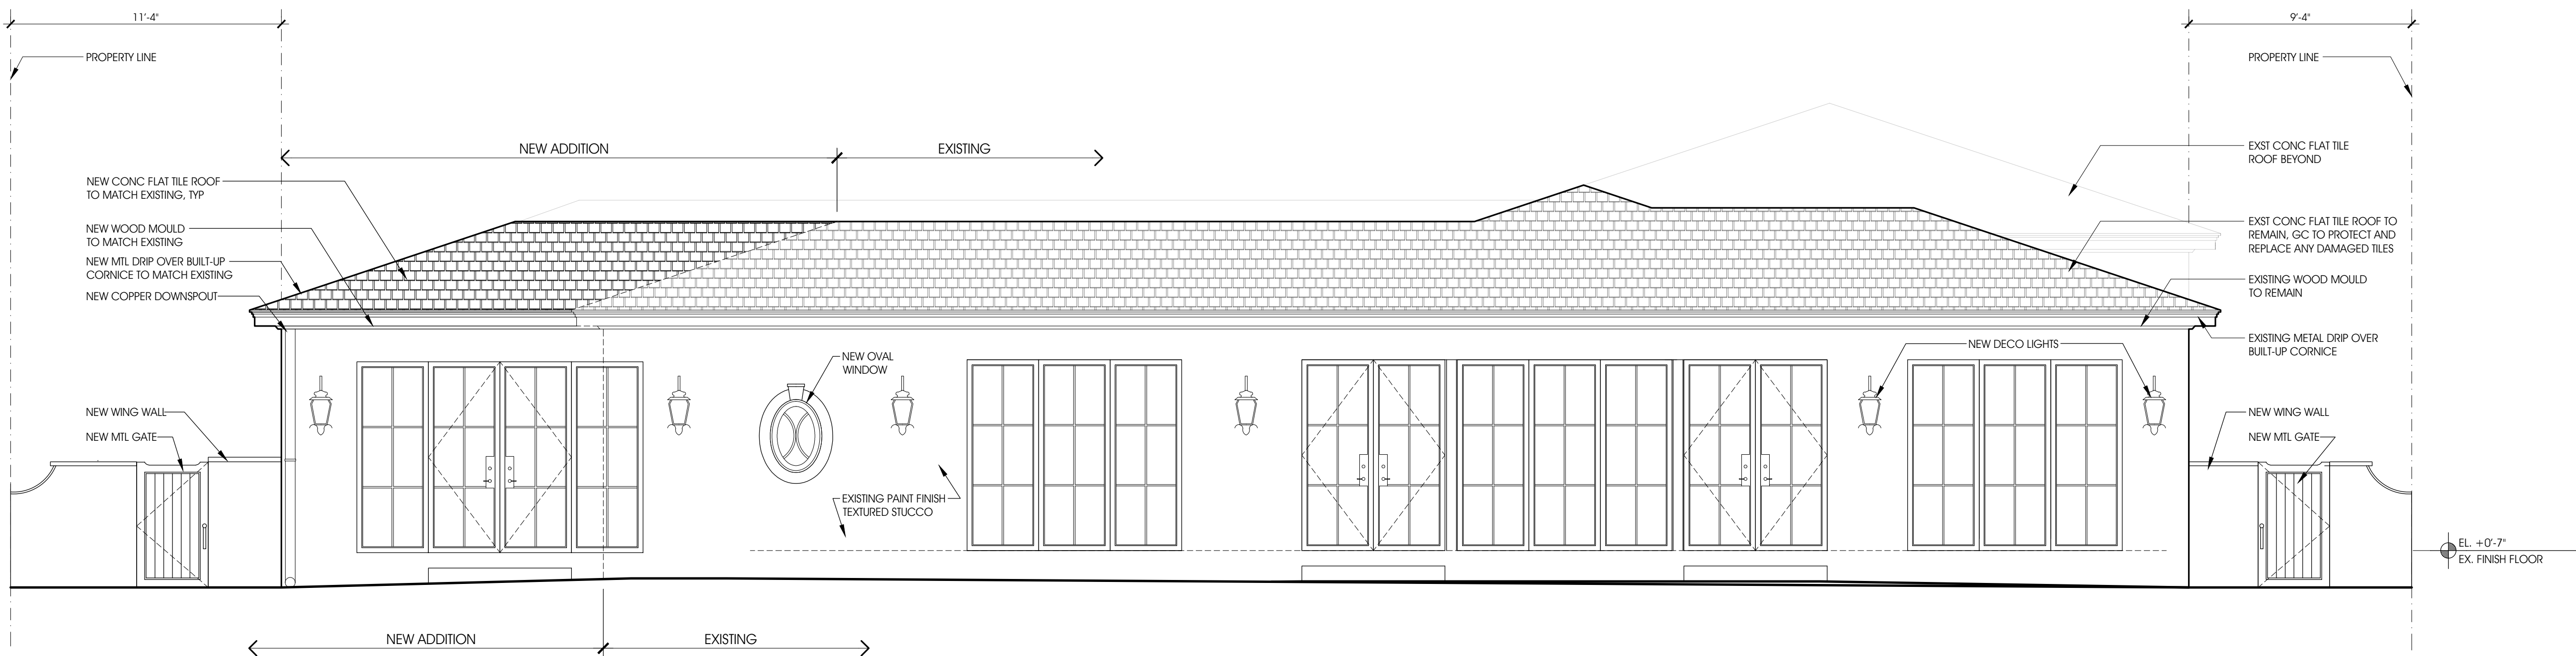 11'-4"
9'-4"
PROPERTY LINE
PROPERTY LINE
NEW ADDITION
EXISTING
EXST CONC FLAT TILE
ROOF BEYOND
NEW CONC FLAT TILE ROOF
TO MATCH EXISTING, TYP
NEW WOOD MOULD
TO MATCH EXISTING
NEW MTL DRIP OVER BUILT-UP
CORNICE TO MATCH EXISTING
NEW COPPER DOWNSPOUT
EXST CONC FLAT TILE ROOF TO
REMAIN, GC TO PROTECT AND
REPLACE ANY DAMAGED TILES
EXISTING WOOD MOULD
TO REMAIN
EXISTING METAL DRIP OVER
BUILT-UP CORNICE
NEW OVAL
WINDOW
NEW DECO LIGHTS
NEW WING WALL
NEW MTL GATE
NEW WING WALL
NEW MTL GATE
EXISTING PAINT FINISH
TEXTURED STUCCO
EL. +0'-7"
EX. FINISH FLOOR
NEW ADDITION
EXISTING